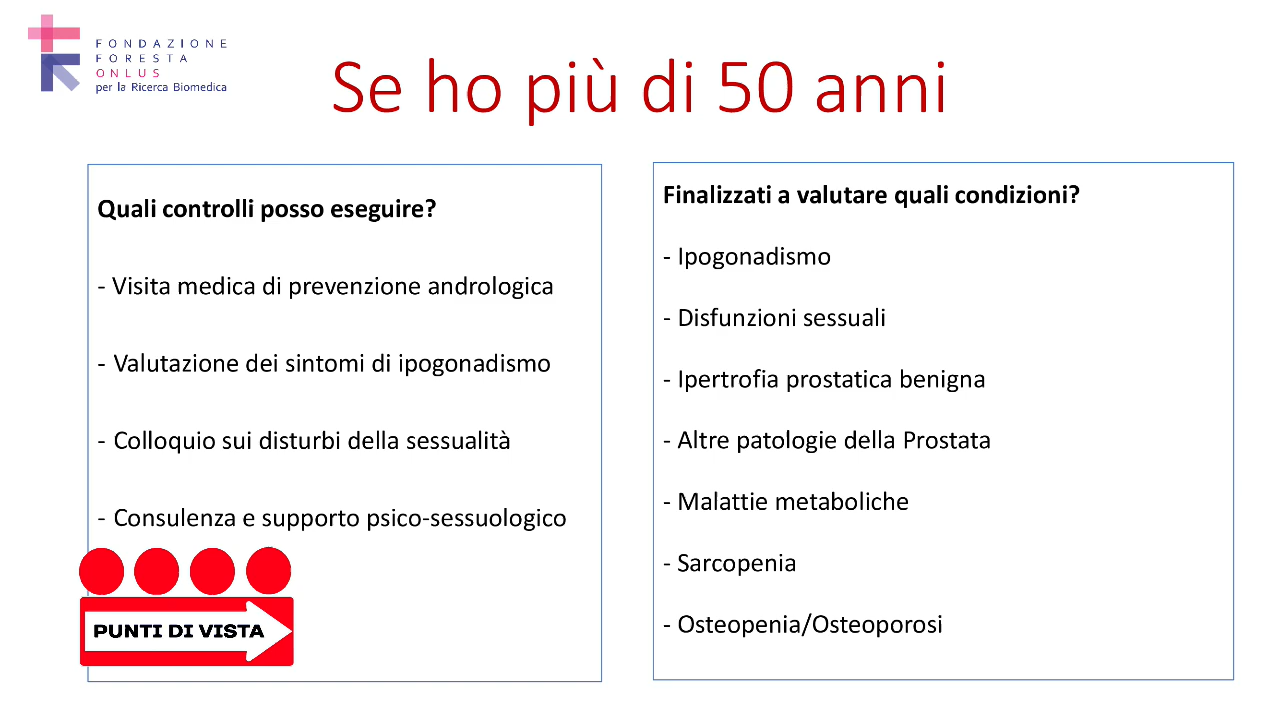 FONDAZIONE
FORESTA
ONLUS
per la Ricerca Biomedica
Se ho più di 50 anni
Quali controlli posso eseguire?
- Visita medica di prevenzione andrologica
- Valutazione dei sintomi di ipogonadismo
- Colloquio sui disturbi della sessualità
- Consulenza e supporto psico-sessuologico
PUNTI DI VISTA
Finalizzati a valutare quali condizioni?
- Ipogonadismo
- Disfunzioni sessuali
- Ipertrofia prostatica benigna
- Altre patologie della Prostata
- Malattie metaboliche
- Sarcopenia
- Osteopenia/Osteoporosi